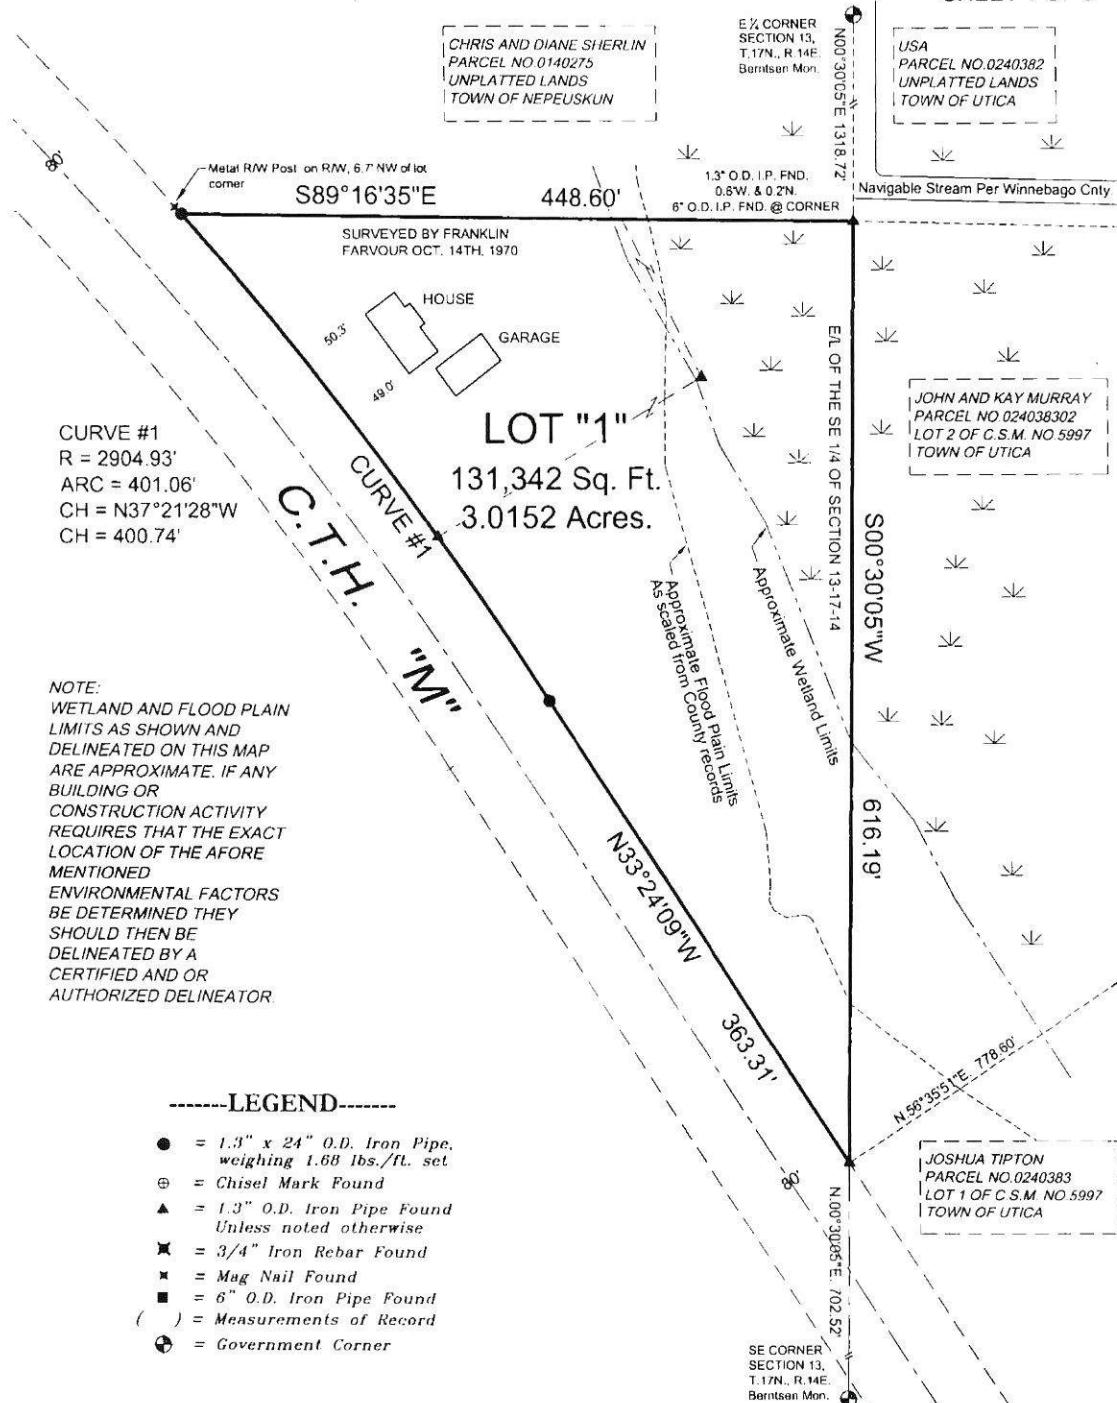 E ¼ CORNER
SECTION 13,
T.17N., R.14E.
Berntsen Mon.
N00°30'05"E 1318.72'
CHRIS AND DIANE SHERLIN
PARCEL NO.0140275
UNPLATTED LANDS
TOWN OF NEPEUSKUN
USA
PARCEL NO.0240382
UNPLATTED LANDS
TOWN OF UTICA
80'
Metal R/W Post on R/W, 6.7' NW of lot
corner
S89°16'35"E 448.60'
1.3" O.D. I.P. FND.
0.6'W. & 0.2'N.
6" O.D. I.P. FND. @ CORNER
Navigable Stream Per Winnebago Cnty.
SURVEYED BY FRANKLIN
FARVOUR OCT. 14TH, 1970
HOUSE
GARAGE
50.3'
49.0'
LOT "1"
131,342 Sq. Ft.
3.0152 Acres.
CURVE #1
R = 2904.93'
ARC = 401.06'
CH = N37°21'28"W
CH = 400.74'
CURVE #1
C.T.H. "M"
E/L OF THE SE 1/4 OF SECTION 13-17-14
JOHN AND KAY MURRAY
PARCEL NO.024038302
LOT 2 OF C.S.M. NO.5997
TOWN OF UTICA
S00°30'05"W
616.19'
Approximate Flood Plain Limits
As scaled from County records
Approximate Wetland Limits
NOTE:
WETLAND AND FLOOD PLAIN
LIMITS AS SHOWN AND
DELINEATED ON THIS MAP
ARE APPROXIMATE. IF ANY
BUILDING OR
CONSTRUCTION ACTIVITY
REQUIRES THAT THE EXACT
LOCATION OF THE AFORE
MENTIONED
ENVIRONMENTAL FACTORS
BE DETERMINED THEY
SHOULD THEN BE
DELINEATED BY A
CERTIFIED AND OR
AUTHORIZED DELINEATOR.
N33°24'09"W
363.31'
N.56°35'51"E. 778.60'
80'
JOSHUA TIPTON
PARCEL NO.0240383
LOT 1 OF C.S.M. NO.5997
TOWN OF UTICA
N.00°30'05"E. 702.52'
SE CORNER
SECTION 13,
T.17N., R.14E.
Berntsen Mon.
-------LEGEND-------
= 1.3" x 24" O.D. Iron Pipe,
weighing 1.68 lbs./ft. set
= Chisel Mark Found
= 1.3" O.D. Iron Pipe Found
Unless noted otherwise
= 3/4" Iron Rebar Found
= Mag Nail Found
= 6" O.D. Iron Pipe Found
( ) = Measurements of Record
= Government Corner